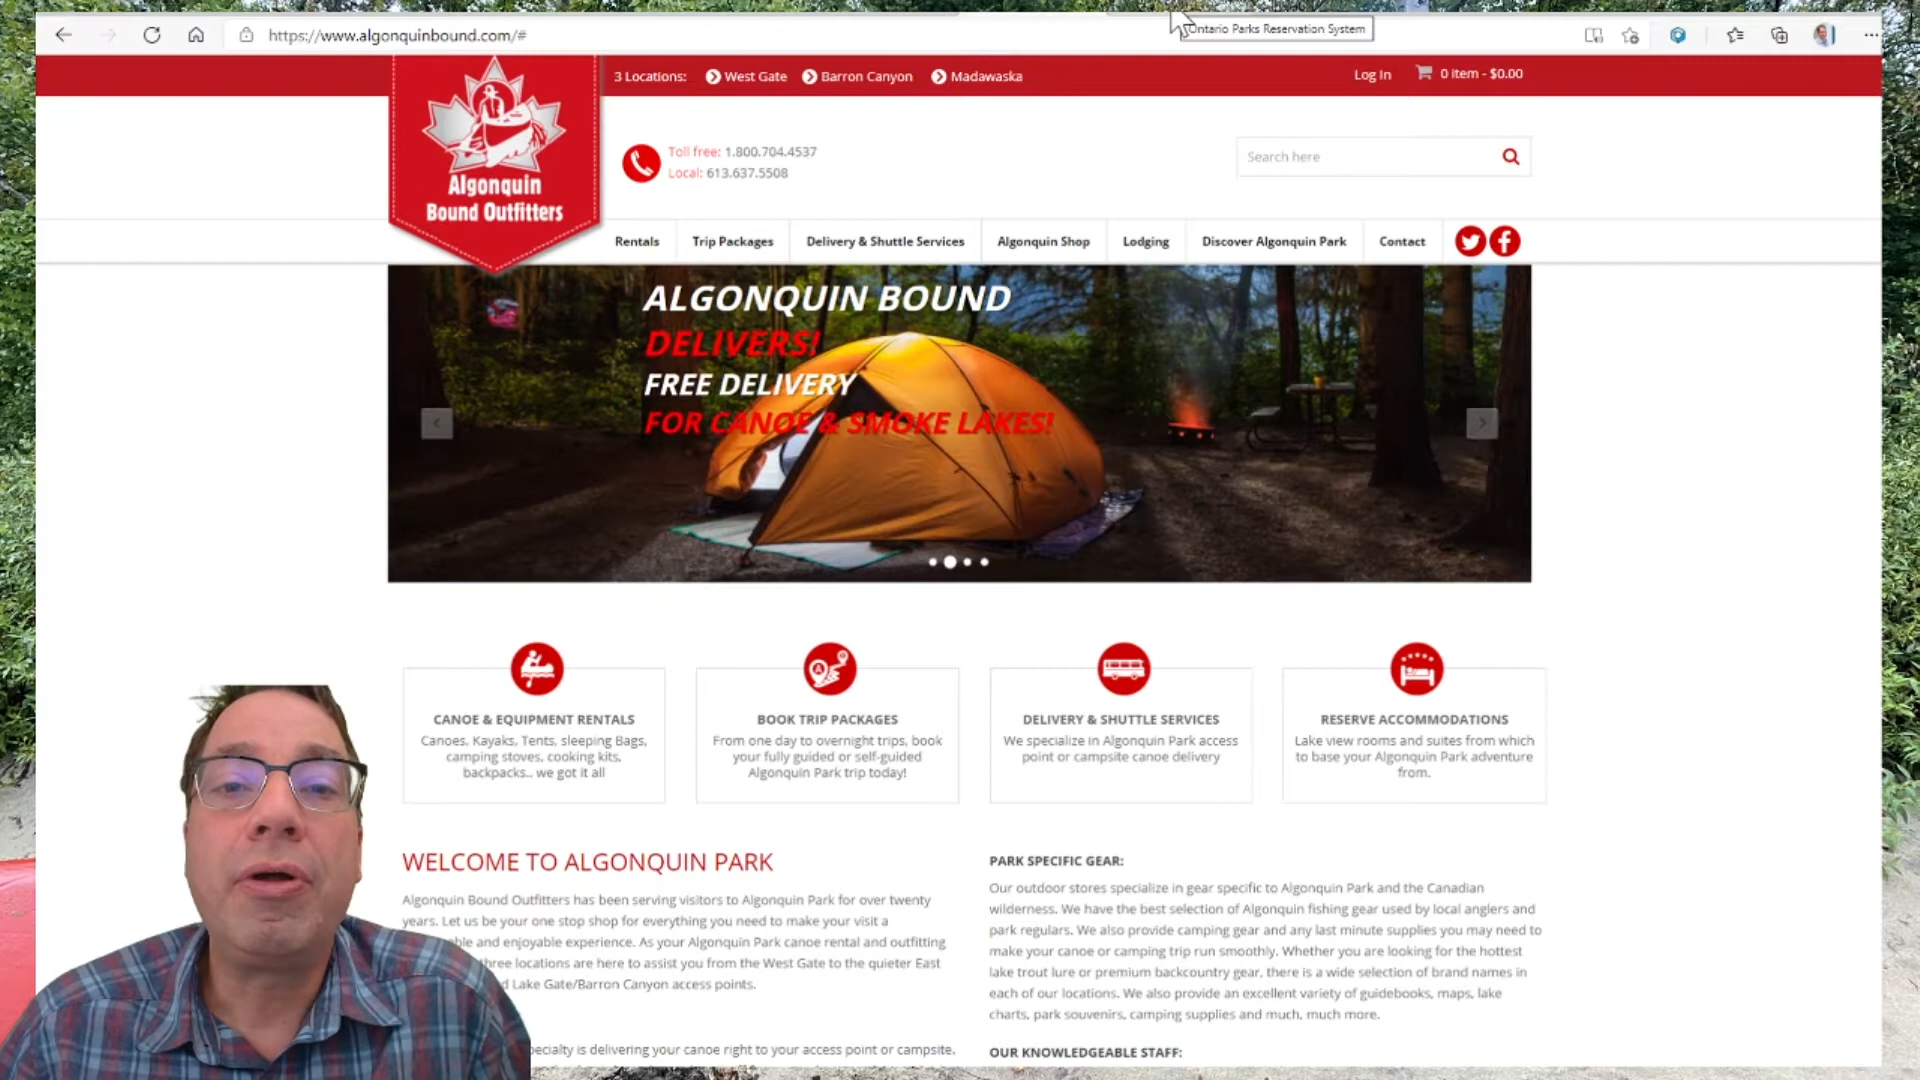 https://www.algonquinbound.com/#
Ontario Parks Reservation System
3 Locations: West Gate Barron Canyon Madawaska
Log In 0 item - $0.00
Algonquin
Bound Outfitters
Toll free: 1.800.704.4537
Local: 613.637.5508
Search here
Rentals Trip Packages Delivery & Shuttle Services Algonquin Shop Lodging Discover Algonquin Park Contact
ALGONQUIN BOUND
DELIVERS!
FREE DELIVERY
FOR CANOE & SMOKE LAKES!
CANOE & EQUIPMENT RENTALS
Canoes, Kayaks, Tents, sleeping Bags,
camping stoves, cooking kits,
backpacks.. we got it all
BOOK TRIP PACKAGES
From one day to overnight trips, book
your fully guided or self-guided
Algonquin Park trip today!
DELIVERY & SHUTTLE SERVICES
We specialize in Algonquin Park access
point or campsite canoe delivery
RESERVE ACCOMMODATIONS
Lake view rooms and suites from which
to base your Algonquin Park adventure
from.
WELCOME TO ALGONQUIN PARK
Algonquin Bound Outfitters has been serving visitors to Algonquin Park for over twenty
years. Let us be your one stop shop for everything you need to make your visit a
and enjoyable experience. As your Algonquin Park canoe rental and outfitting
three locations are here to assist you from the West Gate to the quieter East
Lake Gate/Barron Canyon access points.
is delivering your canoe right to your access point or campsite.
PARK SPECIFIC GEAR:
Our outdoor stores specialize in gear specific to Algonquin Park and the Canadian
wilderness. We have the best selection of Algonquin fishing gear used by local anglers and
park regulars. We also provide camping gear and any last minute supplies you may need to
make your canoe or camping trip run smoothly. Whether you are looking for the hottest
lake trout lure or premium backcountry gear, there is a wide selection of brand names in
each of our locations. We also provide an excellent variety of guidebooks, maps, lake
charts, park souvenirs, camping supplies and much, much more.
OUR KNOWLEDGEABLE STAFF: